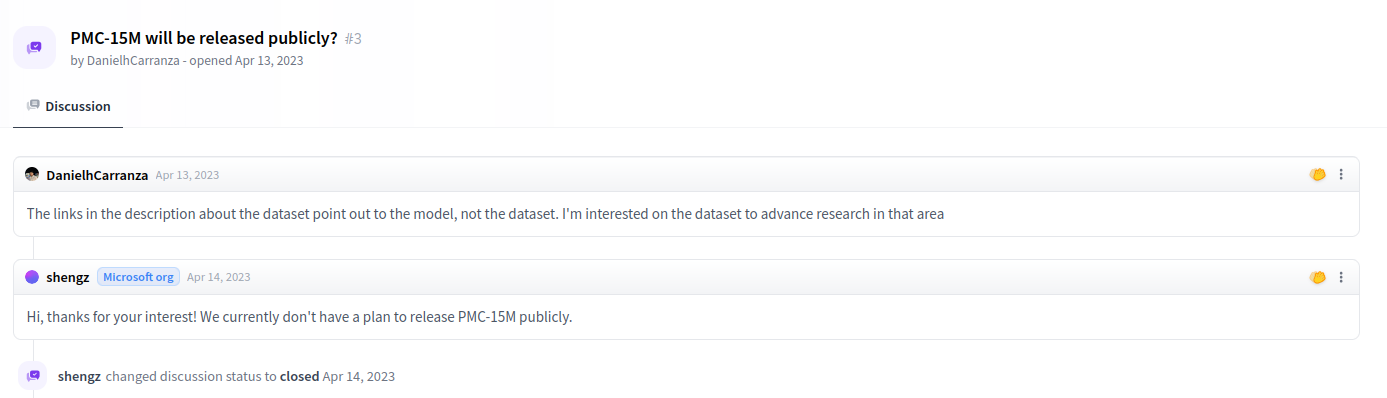 PMC-15M will be released publicly? #3
by DanielhCarranza - opened Apr 13, 2023
Discussion
DanielhCarranza Apr 13, 2023
The links in the description about the dataset point out to the model, not the dataset. I'm interested on the dataset to advance research in that area
shengz Microsoft org Apr 14, 2023
Hi, thanks for your interest! We currently don't have a plan to release PMC-15M publicly.
shengz changed discussion status to closed Apr 14, 2023